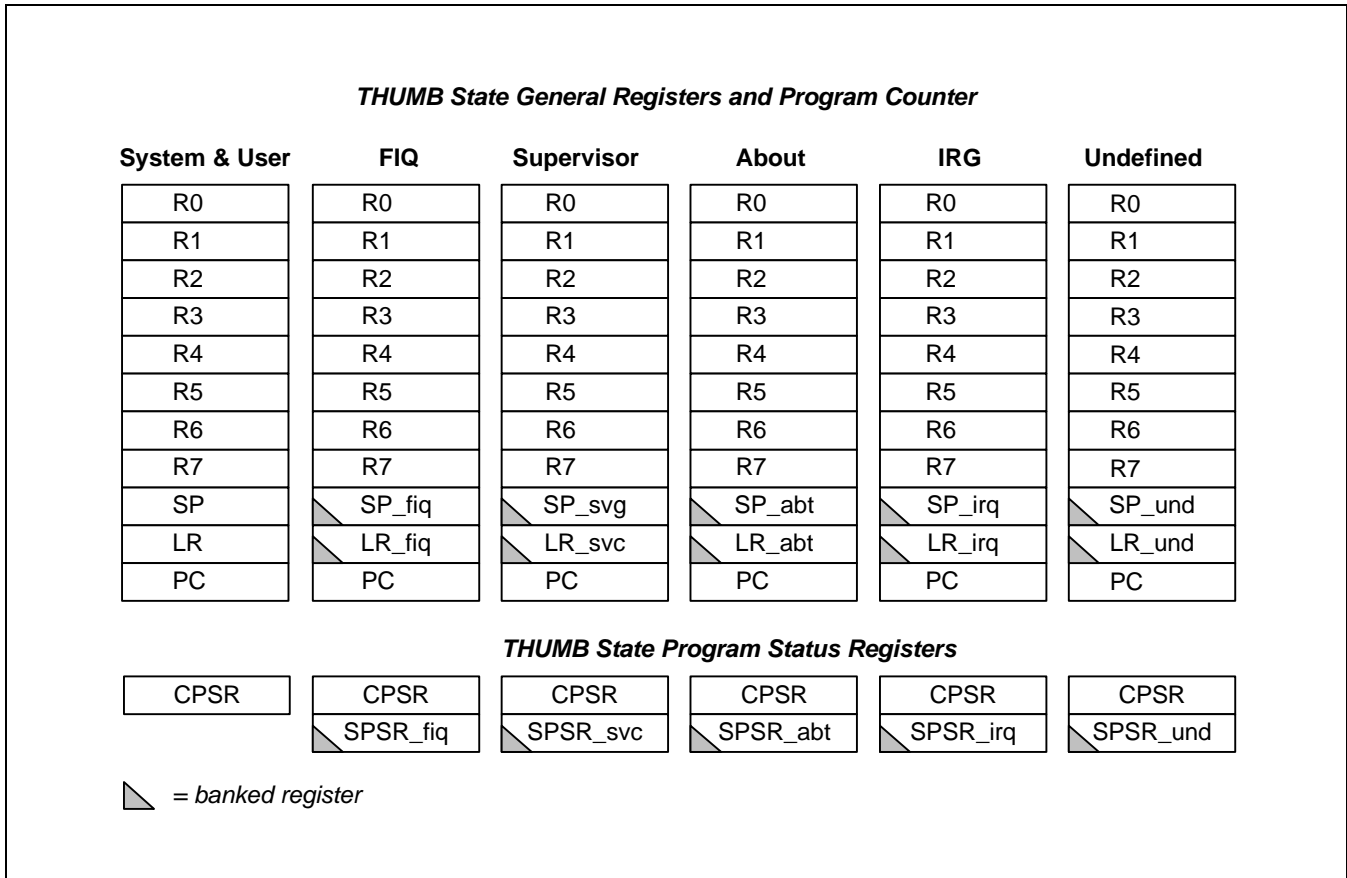 THUMB State General Registers and Program Counter
System & User FIQ Supervisor About IRG Undefined
R0 R0 R0 R0 R0 R0
R1 R1 R1 R1 R1 R1
R2 R2 R2 R2 R2 R2
R3 R3 R3 R3 R3 R3
R4 R4 R4 R4 R4 R4
R5 R5 R5 R5 R5 R5
R6 R6 R6 R6 R6 R6
R7 R7 R7 R7 R7 R7
SP SP_fiq SP_svg SP_abt SP_irq SP_und
LR LR_fiq LR_svc LR_abt LR_irq LR_und
PC PC PC PC PC PC
THUMB State Program Status Registers
CPSR CPSR CPSR CPSR CPSR CPSR
SPSR_fiq SPSR_svc SPSR_abt SPSR_irq SPSR_und
= banked register